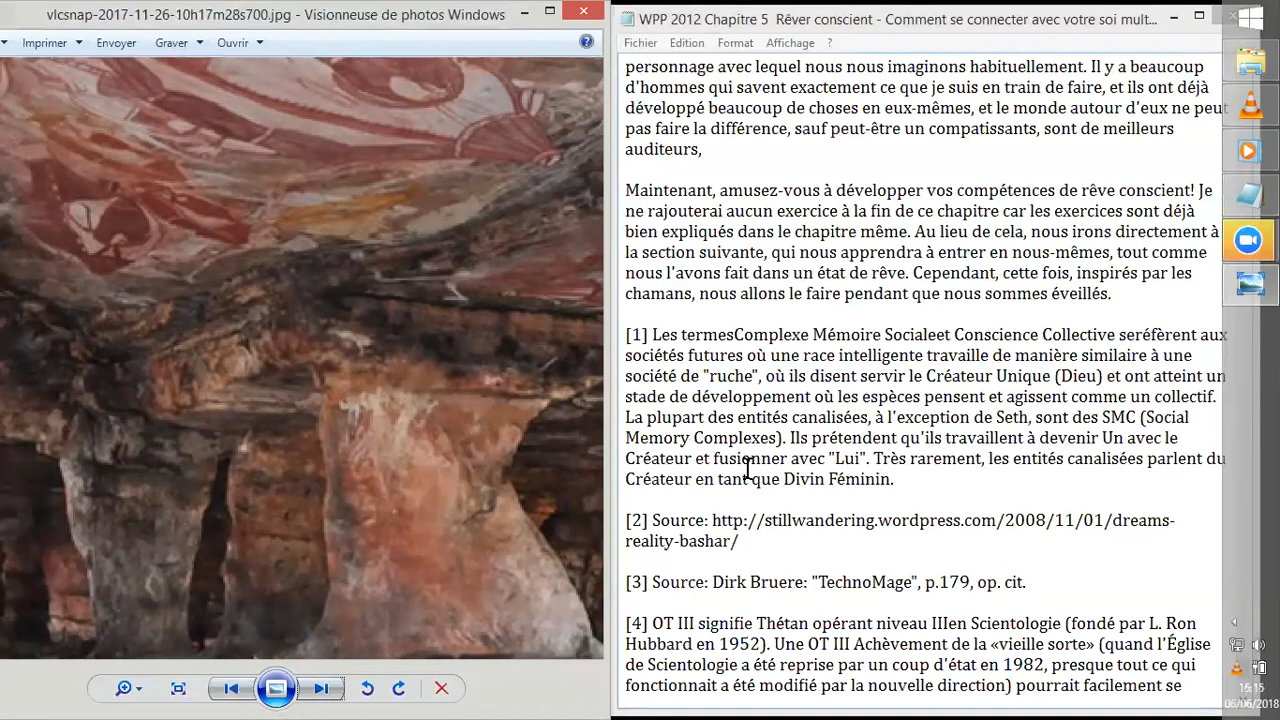 vlcsnap-2017-11-26-10h17m28s700.jpg - Visionneuse de photos Windows
Imprimer Envoyer Graver Ouvrir
WPP 2012 Chapitre 5 Rêver conscient - Comment se connecter avec votre soi mult...
Fichier Edition Format Affichage ?
personnage avec lequel nous nous imaginons habituellement. Il y a beaucoup
d'hommes qui savent exactement ce que je suis en train de faire, et ils ont déjà
développé beaucoup de choses en eux-mêmes, et le monde autour d'eux ne peut
pas faire la différence, sauf peut-être un compatissants, sont de meilleurs
auditeurs,
Maintenant, amusez-vous à développer vos compétences de rêve conscient! Je
ne rajouterai aucun exercice à la fin de ce chapitre car les exercices sont déjà
bien expliqués dans le chapitre même. Au lieu de cela, nous irons directement à
la section suivante, qui nous apprendra à entrer en nous-mêmes, tout comme
nous l'avons fait dans un état de rêve. Cependant, cette fois, inspirés par les
chamans, nous allons le faire pendant que nous sommes éveillés.
[1] Les termesComplexe Mémoire Socialeet Conscience Collective seréfèrent aux
sociétés futures où une race intelligente travaille de manière similaire à une
société de "ruche", où ils disent servir le Créateur Unique (Dieu) et ont atteint un
stade de développement où les espèces pensent et agissent comme un collectif.
La plupart des entités canalisées, à l'exception de Seth, sont des SMC (Social
Memory Complexes). Ils prétendent qu'ils travaillent à devenir Un avec le
Créateur et fusionner avec "Lui". Très rarement, les entités canalisées parlent du
Créateur en tant que Divin Féminin.
[2] Source: http://stillwandering.wordpress.com/2008/11/01/dreams-
reality-bashar/
[3] Source: Dirk Bruere: "TechnoMage", p.179, op. cit.
[4] OT III signifie Thétan opérant niveau IIIen Scientologie (fondé par L. Ron
Hubbard en 1952). Une OT III Achèvement de la «vieille sorte» (quand l'Église
de Scientologie a été reprise par un coup d'état en 1982, presque tout ce qui
fonctionnait a été modifié par la nouvelle direction) pourrait facilement se
16:15
06/06/2018